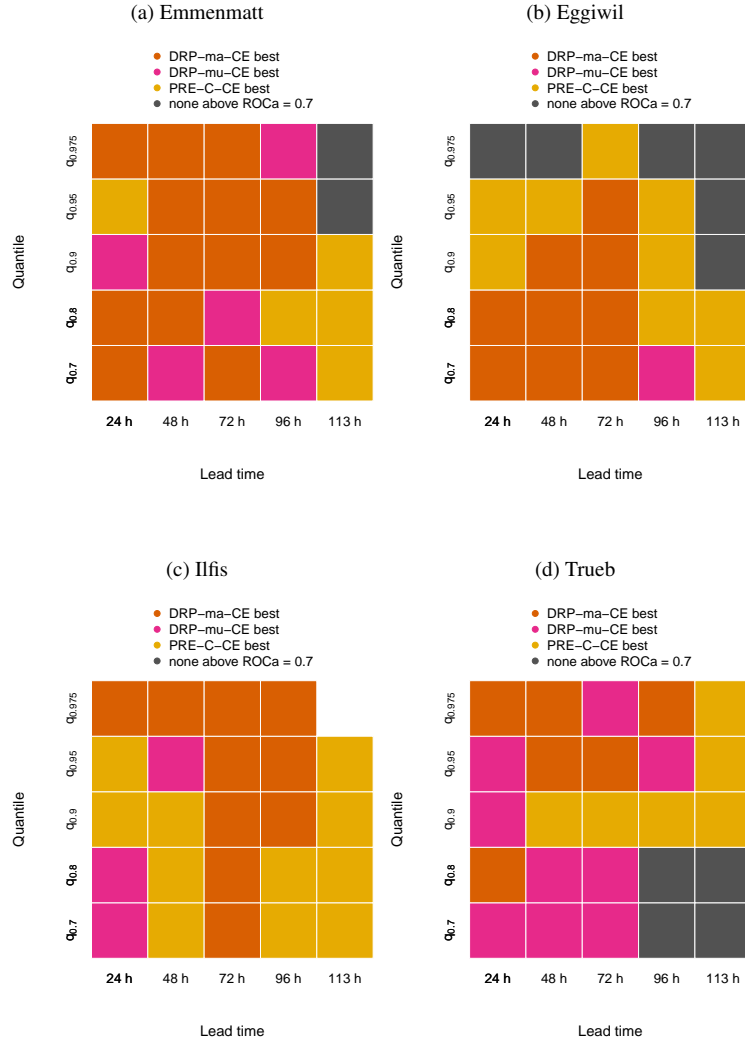 (a) Emmenmatt
DRP−ma−CE best
DRP−mu−CE best
PRE−C−CE best
none above ROCa = 0.7
Quantile
q0.975
q0.95
q0.9
q0.8
q0.7
24 h 48 h 72 h 96 h 113 h
Lead time
(b) Eggiwil
DRP−ma−CE best
DRP−mu−CE best
PRE−C−CE best
none above ROCa = 0.7
Quantile
q0.975
q0.95
q0.9
q0.8
q0.7
24 h 48 h 72 h 96 h 113 h
Lead time
(c) Ilfis
DRP−ma−CE best
DRP−mu−CE best
PRE−C−CE best
none above ROCa = 0.7
Quantile
q0.975
q0.95
q0.9
q0.8
q0.7
24 h 48 h 72 h 96 h 113 h
Lead time
(d) Trueb
DRP−ma−CE best
DRP−mu−CE best
PRE−C−CE best
none above ROCa = 0.7
Quantile
q0.975
q0.95
q0.9
q0.8
q0.7
24 h 48 h 72 h 96 h 113 h
Lead time